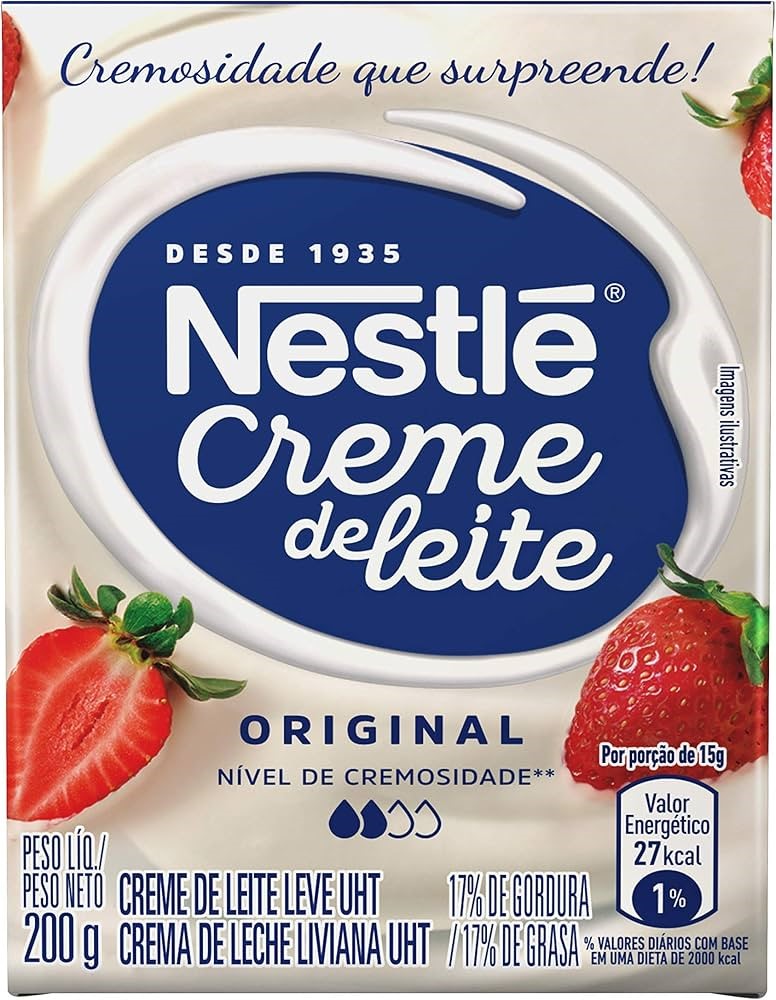 Cremosidade que surpreende!
DESDE 1935
Nestlé®
Creme
de leite
Imagens ilustrativas
ORIGINAL
NÍVEL DE CREMOSIDADE**
Por porção de 15g
Valor
Energético
27 kcal
1%
PESO LÍQ./
PESO NETO
200 g
CREME DE LEITE LEVE UHT
CREMA DE LECHE LIVIANA UHT
17% DE GORDURA
/17% DE GRASA
% VALORES DIÁRIOS COM BASE
EM UMA DIETA DE 2000 kcal